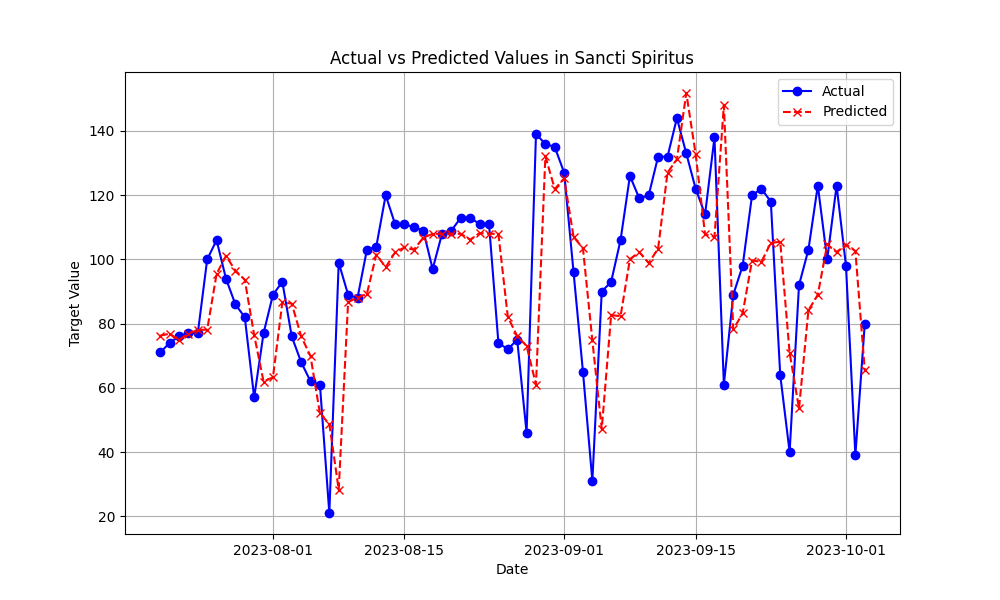 Actual vs Predicted Values in Sancti Spiritus
Actual
Predicted
Target Value
140
120
100
80
60
40
20
2023-08-01
2023-08-15
2023-09-01
2023-09-15
2023-10-01
Date